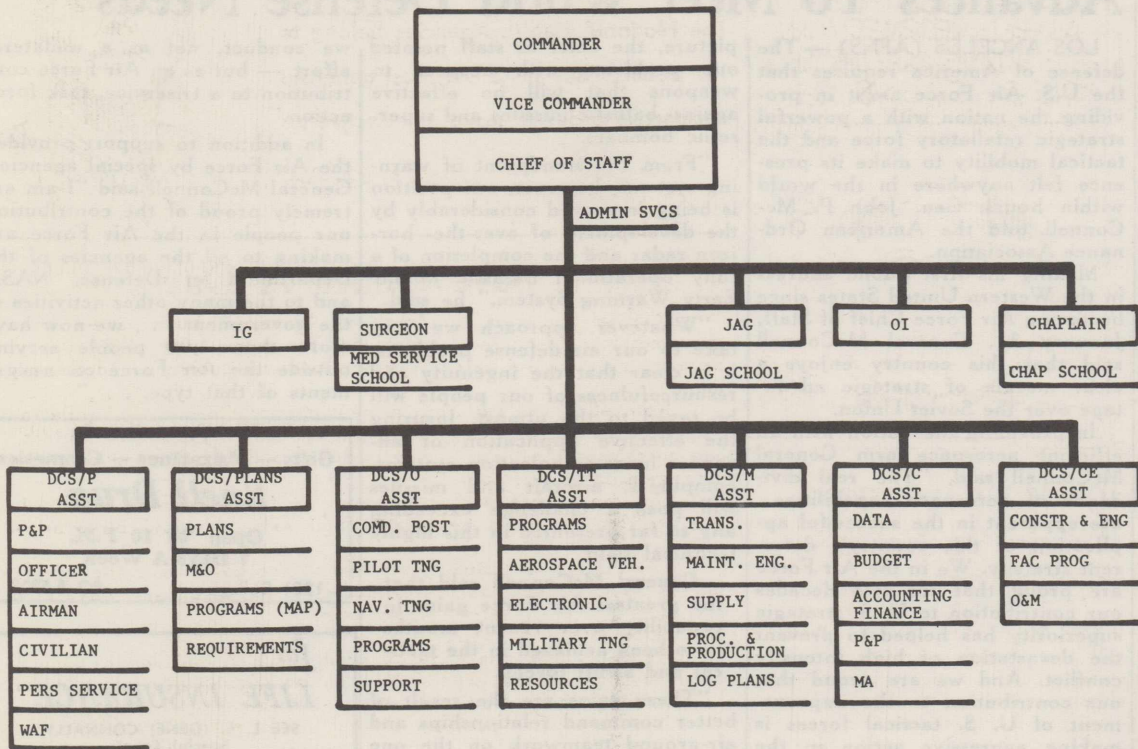 COMMANDER
VICE COMMANDER
CHIEF OF STAFF
ADMIN SVCS
IG
SURGEON
MED SERVICE
SCHOOL
JAG
JAG SCHOOL
OI
CHAPLAIN
CHAP SCHOOL
DCS/P
ASST
P&P
OFFICER
AIRMAN
CIVILIAN
PERS SERVICE
WAF
DCS/PLANS
ASST
PLANS
M&O
PROGRAMS (MAP)
REQUIREMENTS
DCS/O
ASST
COMD. POST
PILOT TNG
NAV. TNG
PROGRAMS
SUPPORT
DCS/TT
ASST
PROGRAMS
AEROSPACE VEH.
ELECTRONIC
MILITARY TNG
RESOURCES
DCS/M
ASST
TRANS.
MAINT. ENG.
SUPPLY
PROC. &
PRODUCTION
LOG PLANS
DCS/C
ASST
DATA
BUDGET
ACCOUNTING
FINANCE
MA
DCS/CE
ASST
CONSTR & ENG
FAC PROG